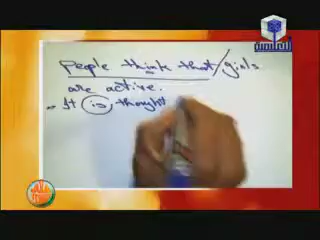 People think that / girls
are active.
→ It is thought